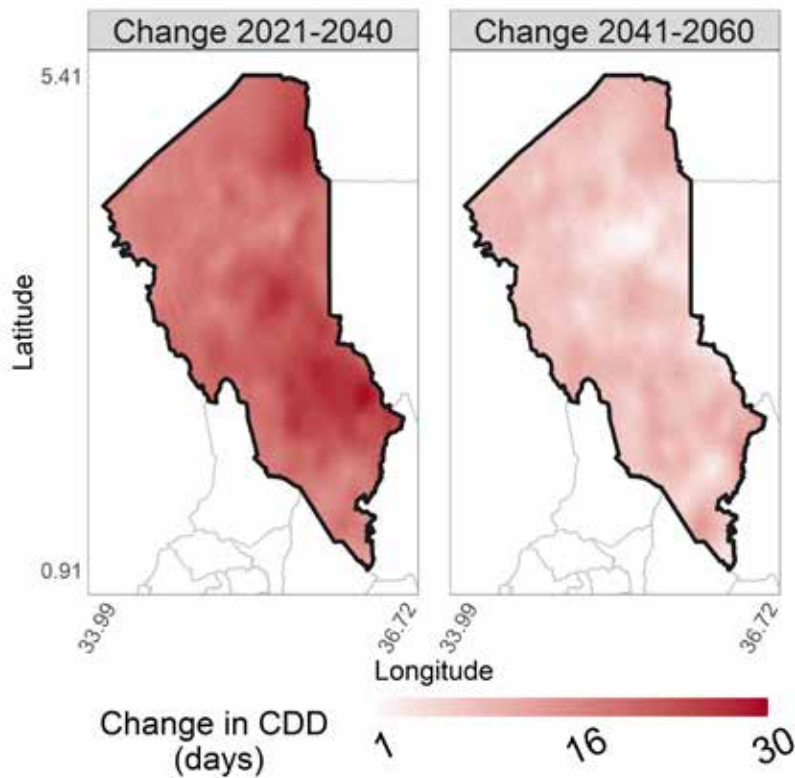 Change 2021-2040
Change 2041-2060
5.41
Latitude
0.91
33.99
36.72
33.99
36.72
Longitude
Change in CDD
(days)
1
16
30